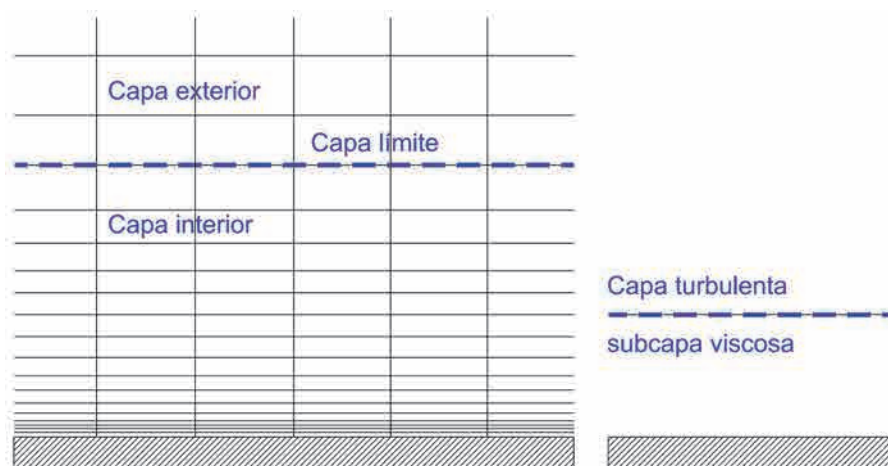 Capa exterior
Capa límite
Capa interior
Capa turbulenta
subcapa viscosa